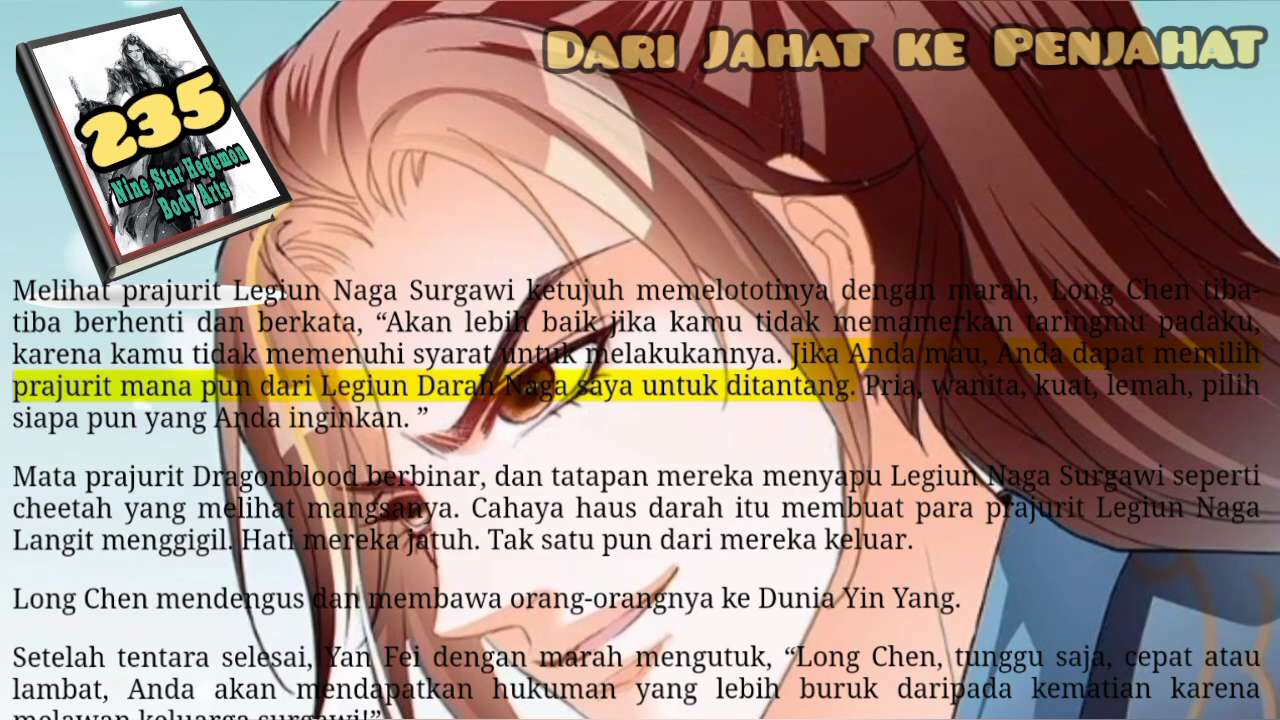 DARI JAHAT KE PENJAHAT
235
Nine Star Hegemon
Body Arts
Melihat prajurit Legiun Naga Surgawi ketujuh memelototinya dengan marah, Long Chen tiba-
tiba berhenti dan berkata, “Akan lebih baik jika kamu tidak memamerkan taringmu padaku,
karena kamu tidak memenuhi syarat untuk melakukannya. Jika Anda mau, Anda dapat memilih
prajurit mana pun dari Legiun Darah Naga saya untuk ditantang. Pria, wanita, kuat, lemah, pilih
siapa pun yang Anda inginkan. ”
Mata prajurit Dragonblood berbinar, dan tatapan mereka menyapu Legiun Naga Surgawi seperti
cheetah yang melihat mangsanya. Cahaya haus darah itu membuat para prajurit Legiun Naga
Langit menggigil. Hati mereka jatuh. Tak satu pun dari mereka keluar.
Long Chen mendengus dan membawa orang-orangnya ke Dunia Yin Yang.
Setelah tentara selesai, Yan Fei dengan marah mengutuk, “Long Chen, tunggu saja, cepat atau
lambat, Anda akan mendapatkan hukuman yang lebih buruk daripada kematian karena
melawan keluarga surgawi!”